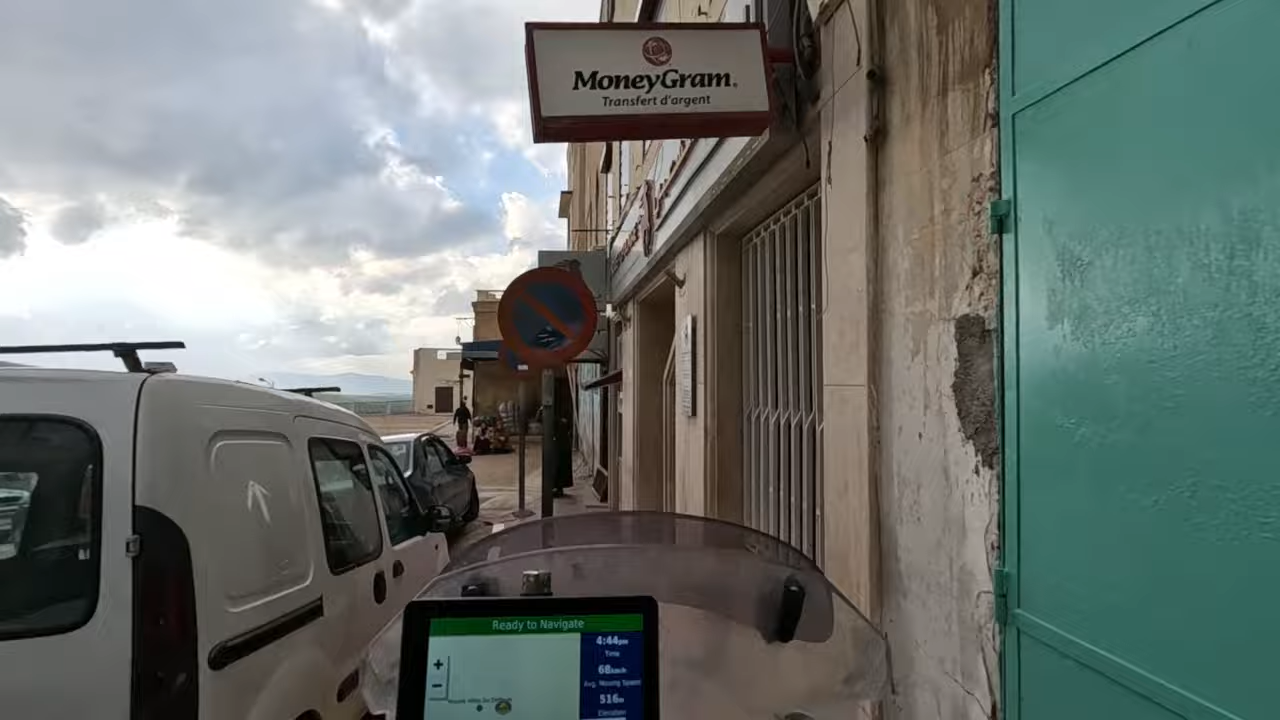 MoneyGram.
Transfert d'argent
Ready to Navigate
4:44pm
Time
68km/h
Avg. Moving Speed
516m
Elevation